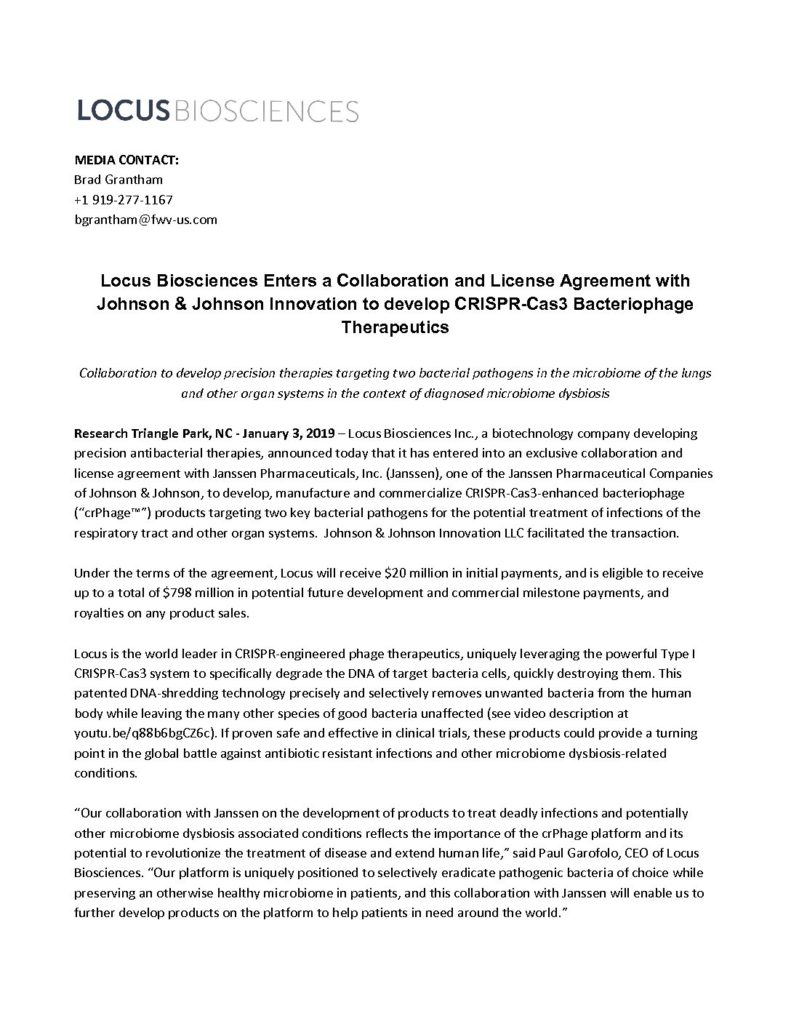 LOCUS BIOSCIENCES
MEDIA CONTACT:
Brad Grantham
+1 919-277-1167
bgrantham@fwv-us.com
Locus Biosciences Enters a Collaboration and License Agreement with
Johnson & Johnson Innovation to develop CRISPR-Cas3 Bacteriophage
Therapeutics
Collaboration to develop precision therapies targeting two bacterial pathogens in the microbiome of the lungs
and other organ systems in the context of diagnosed microbiome dysbiosis
Research Triangle Park, NC - January 3, 2019 – Locus Biosciences Inc., a biotechnology company developing
precision antibacterial therapies, announced today that it has entered into an exclusive collaboration and
license agreement with Janssen Pharmaceuticals, Inc. (Janssen), one of the Janssen Pharmaceutical Companies
of Johnson & Johnson, to develop, manufacture and commercialize CRISPR-Cas3-enhanced bacteriophage
(“crPhage™”) products targeting two key bacterial pathogens for the potential treatment of infections of the
respiratory tract and other organ systems. Johnson & Johnson Innovation LLC facilitated the transaction.
Under the terms of the agreement, Locus will receive $20 million in initial payments, and is eligible to receive
up to a total of $798 million in potential future development and commercial milestone payments, and
royalties on any product sales.
Locus is the world leader in CRISPR-engineered phage therapeutics, uniquely leveraging the powerful Type I
CRISPR-Cas3 system to specifically degrade the DNA of target bacteria cells, quickly destroying them. This
patented DNA-shredding technology precisely and selectively removes unwanted bacteria from the human
body while leaving the many other species of good bacteria unaffected (see video description at
youtu.be/q88b6bgCZ6c). If proven safe and effective in clinical trials, these products could provide a turning
point in the global battle against antibiotic resistant infections and other microbiome dysbiosis-related
conditions.
“Our collaboration with Janssen on the development of products to treat deadly infections and potentially
other microbiome dysbiosis associated conditions reflects the importance of the crPhage platform and its
potential to revolutionize the treatment of disease and extend human life,” said Paul Garofolo, CEO of Locus
Biosciences. “Our platform is uniquely positioned to selectively eradicate pathogenic bacteria of choice while
preserving an otherwise healthy microbiome in patients, and this collaboration with Janssen will enable us to
further develop products on the platform to help patients in need around the world.”